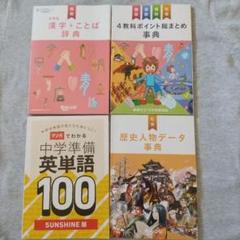 漢字・ことば
辞典
4教科ポイント総まとめ
事典
マンガでわかる
中学準備
英単語
100
SUNSHINE版
歴史人物データ
事典